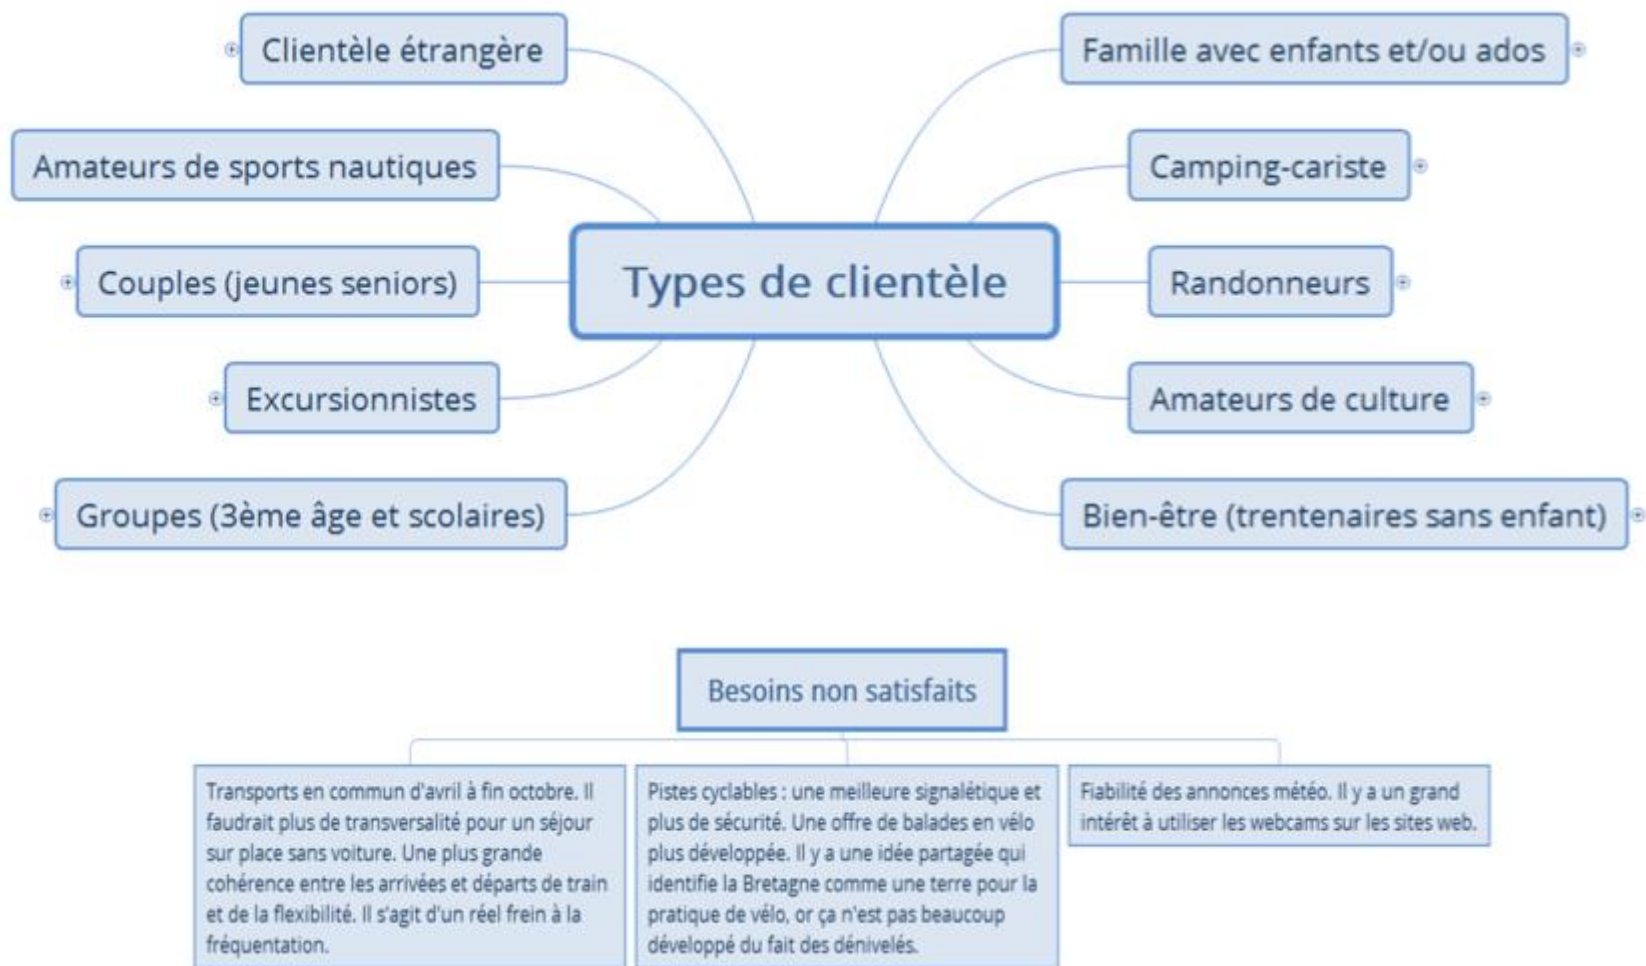 Clientèle étrangère
Famille avec enfants et/ou ados
Amateurs de sports nautiques
Camping-cariste
Couples (jeunes seniors)
Types de clientèle
Randonneurs
Excursionnistes
Amateurs de culture
Groupes (3ème âge et scolaires)
Bien-être (trentenaires sans enfant)
Besoins non satisfaits
Transports en commun d'avril à fin octobre. Il
faudrait plus de transversalité pour un séjour
sur place sans voiture. Une plus grande
cohérence entre les arrivées et départs de train
et de la flexibilité. Il s'agit d'un réel frein à la
fréquentation.
Pistes cyclables : une meilleure signalétique et
plus de sécurité. Une offre de balades en vélo
plus développée. Il y a une idée partagée qui
identifie la Bretagne comme une terre pour la
pratique de vélo, or ça n'est pas beaucoup
développé du fait des dénivelés.
Fiabilité des annonces météo. Il y a un grand
intérêt à utiliser les webcams sur les sites web.